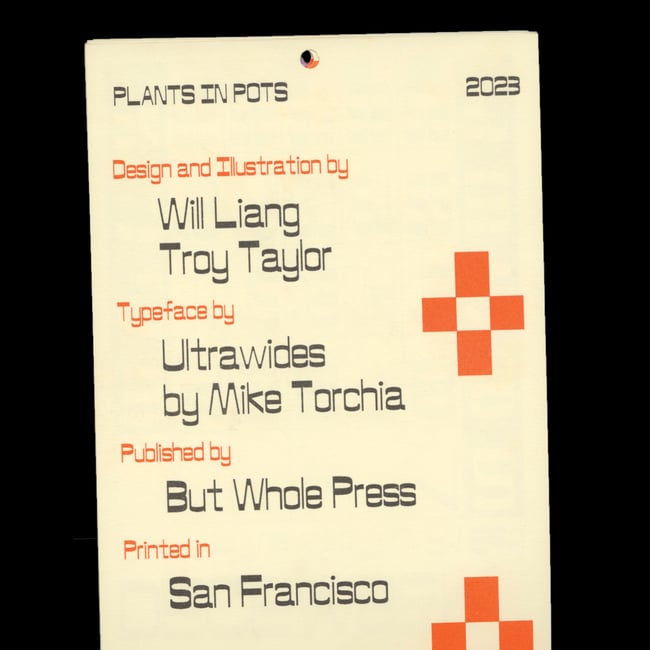 PLANTS IN POTS 2023
Design and Illustration by
Will Liang
Troy Taylor
Typeface by
Ultrawides
by Mike Torchia
Published by
But Whole Press
Printed in
San Francisco